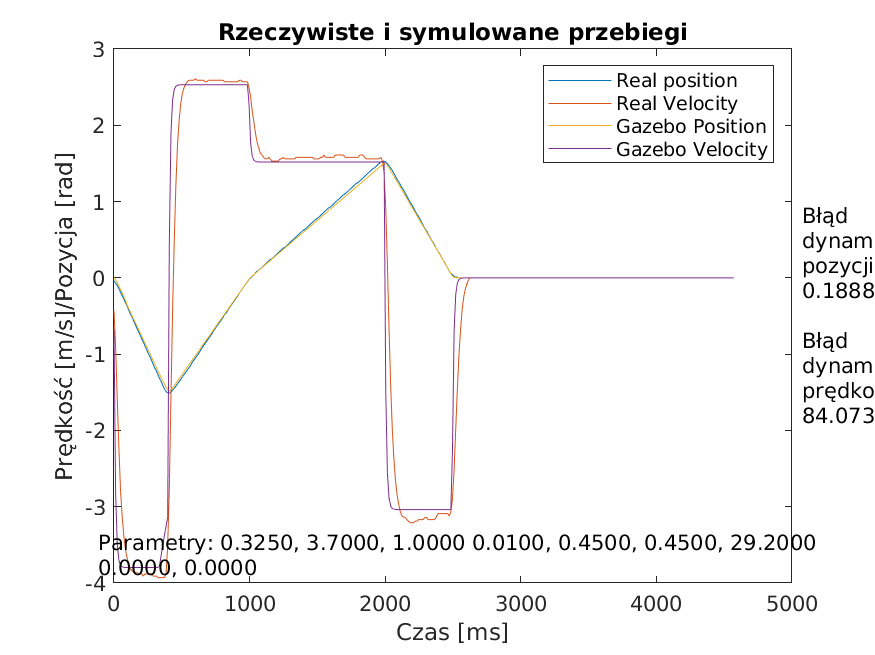 Rzeczywiste i symulowane przebiegi
3
2
1
0
-1
-2
-3
-4
Prędkość [m/s]/Pozycja [rad]
Real position
Real Velocity
Gazebo Position
Gazebo Velocity
Błąd
dynam
pozycji
0.1888
Błąd
dynam
prędko
84.073
Parametry: 0.3250, 3.7000, 1.0000 0.0100, 0.4500, 0.4500, 29.2000
0.0000, 0.0000
0 1000 2000 3000 4000 5000
Czas [ms]